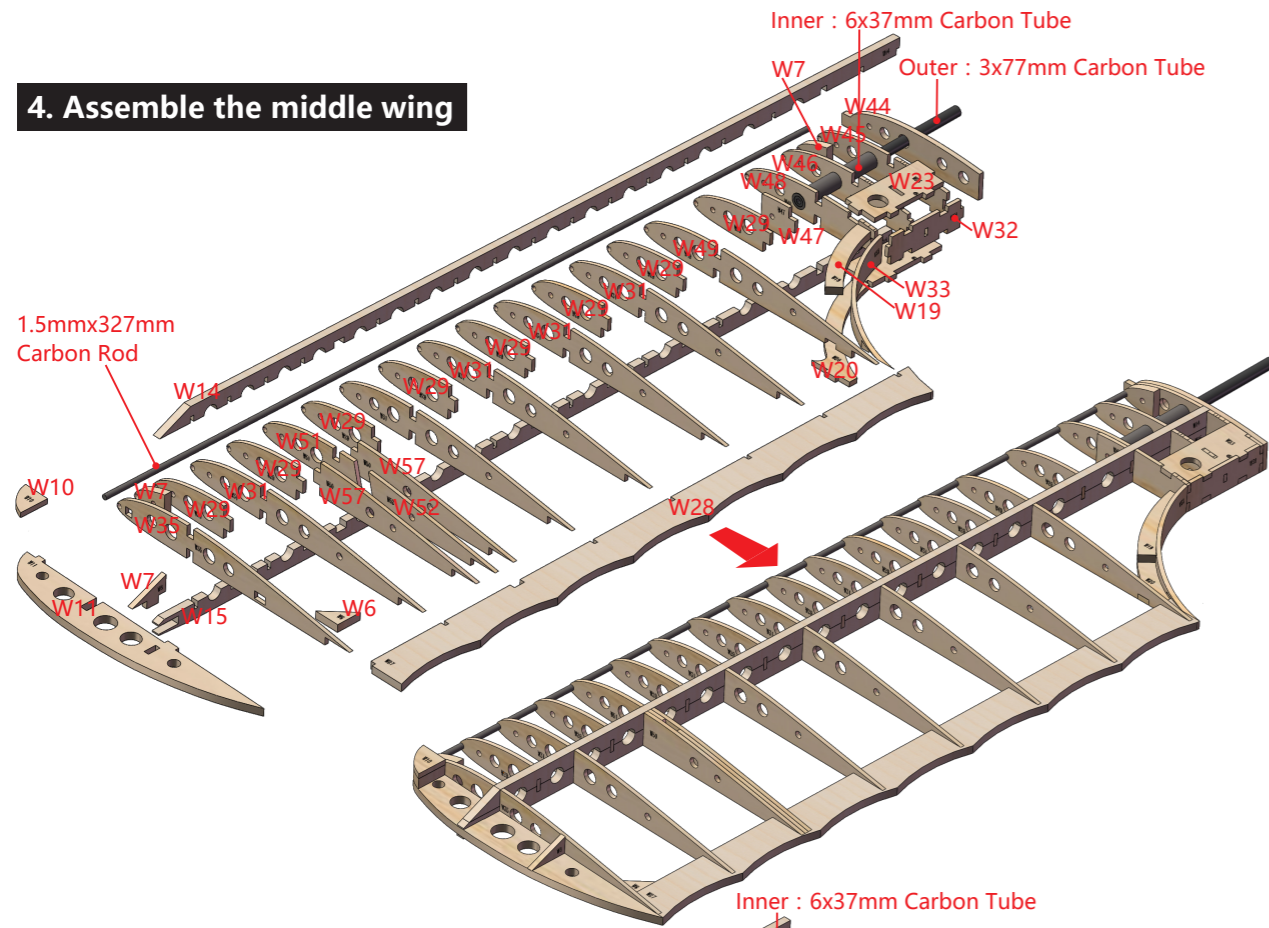 Inner : 6x37mm Carbon Tube
4. Assemble the middle wing
W7
Outer : 3x77mm Carbon Tube
W44
W45
W46
W48
W23
W29
W47
W32
W49
W29
W33
W19
W31
W29
1.5mmx327mm
Carbon Rod
W31
W29
W20
W31
W14
W29
W29
W51
W57
W29
W57
W52
W28
W10
W7
W31
W29
W35
W7
W11
W15
W6
Inner : 6x37mm Carbon Tube